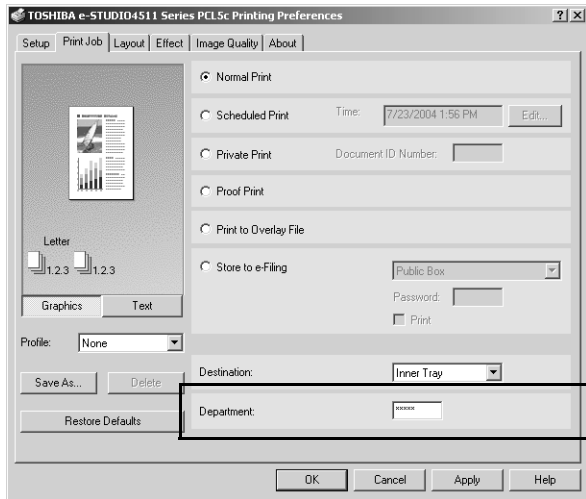 TOSHIBA e-STUDIO4511 Series PCL5c Printing Preferences
Setup Print Job Layout Effect Image Quality About
Normal Print
Scheduled Print Time: 7/23/2004 1:56 PM Edit...
Private Print Document ID Number:
Proof Print
Print to Overlay File
Letter
1.2.3 1.2.3
Store to e-Filing Public Box
Password:
Print
Graphics Text
Profile: None
Save As... Delete
Restore Defaults
Destination: Inner Tray
Department: *****
OK Cancel Apply Help